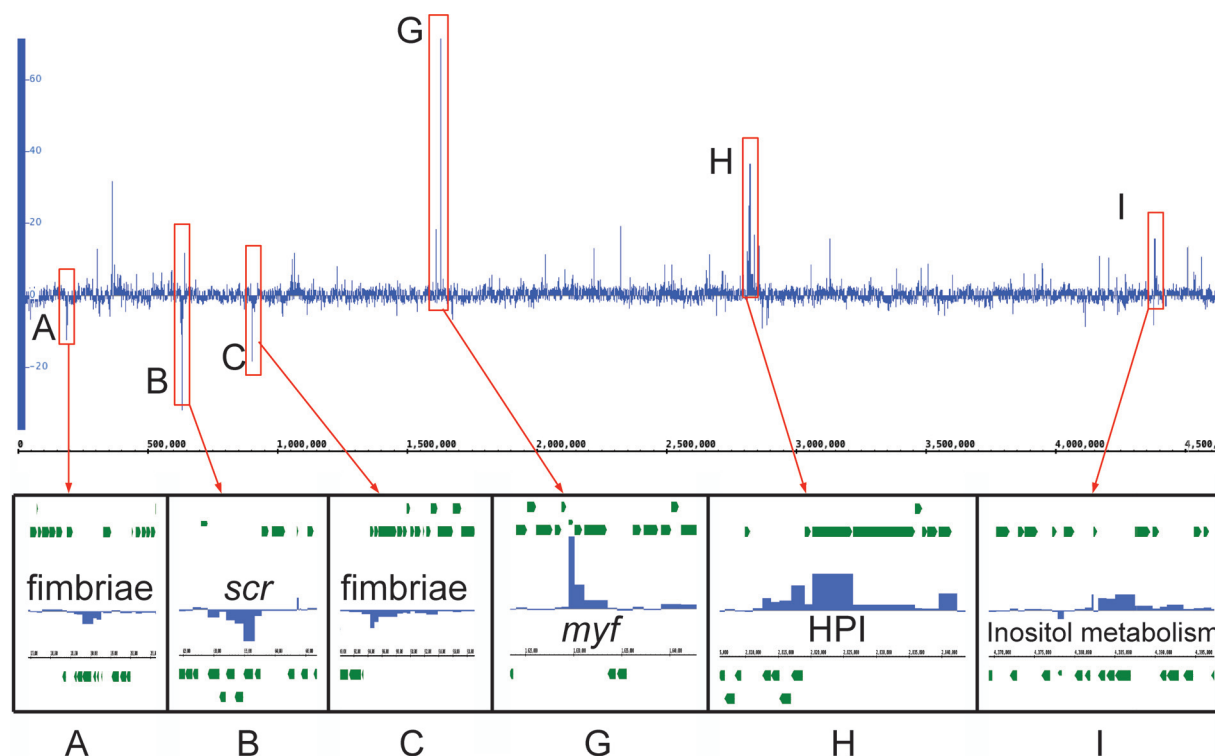 G
60
40
H
20
I
0
A
C
-20
B
0 500,000 1,000,000 1,500,000 2,000,000 2,500,000 3,000,000 3,500,000 4,000,000 4,500
fimbriae scr fimbriae myf HPI Inositol metabolism
A B C G H I